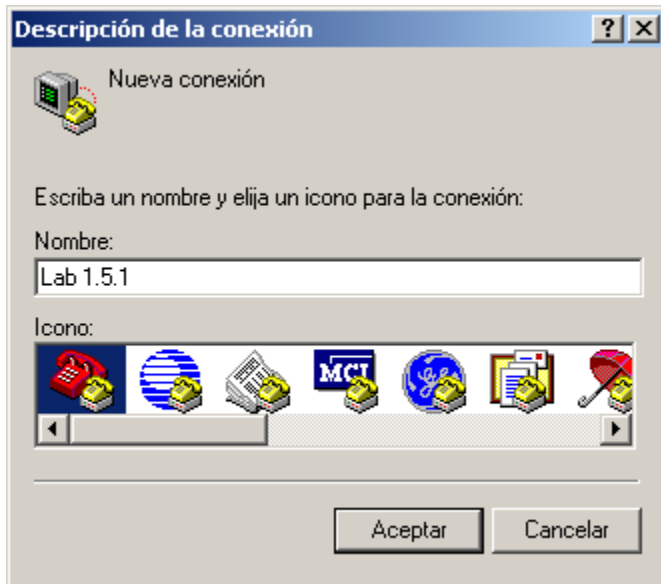 Descripción de la conexión
Nueva conexión
Escriba un nombre y elija un icono para la conexión:
Nombre:
Lab 1.5.1
Icono:
MCI
Aceptar
Cancelar